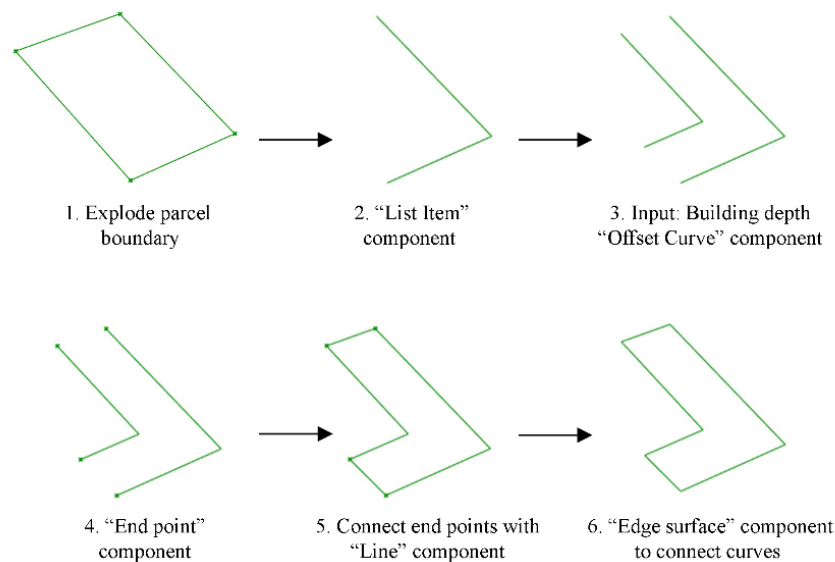 1. Explode parcel
boundary
2. “List Item”
component
3. Input: Building depth
“Offset Curve” component
4. “End point”
component
5. Connect end points with
“Line” component
6. “Edge surface” component
to connect curves